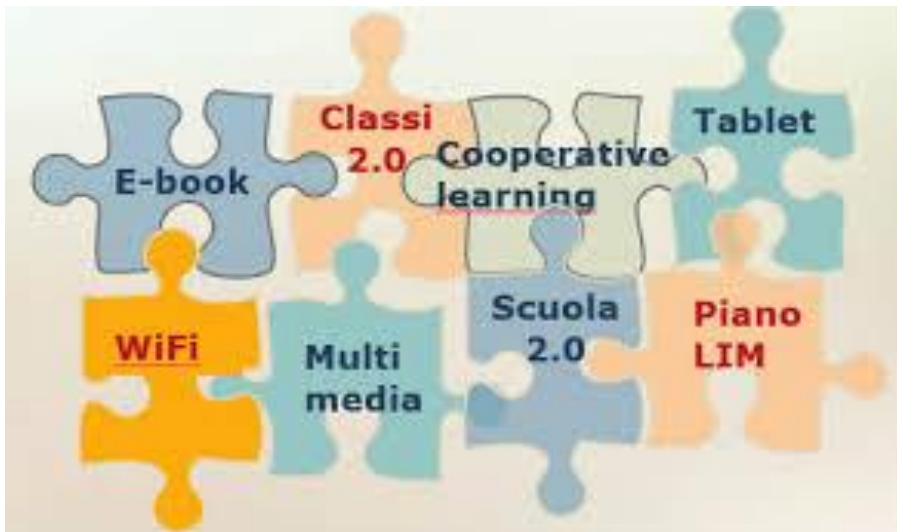 E-book
Classi
2.0
Cooperative
learning
Tablet
WiFi
Multi
media
Scuola
2.0
Piano
LIM